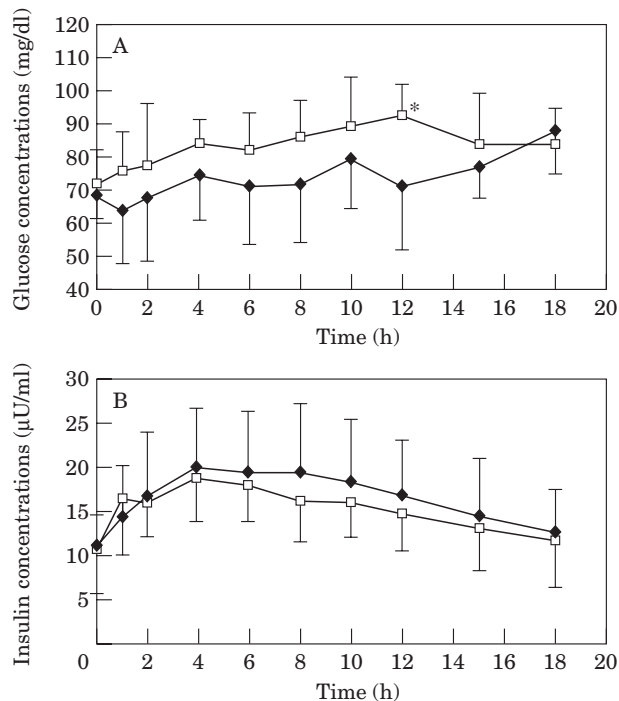 Glucose concentrations (mg/dl)
A
120
110
100
90
80
70
60
50
40
*
0 2 4 6 8 10 12 14 16 18 20
Time (h)
Insulin concentrations (µU/ml)
B
30
25
20
15
10
5
0 2 4 6 8 10 12 14 16 18 20
Time (h)